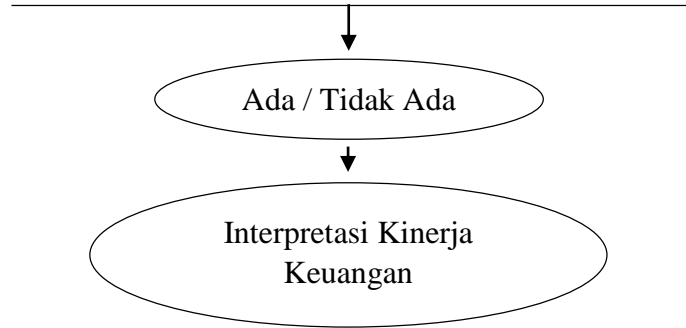 Ada / Tidak Ada
Interpretasi Kinerja
Keuangan